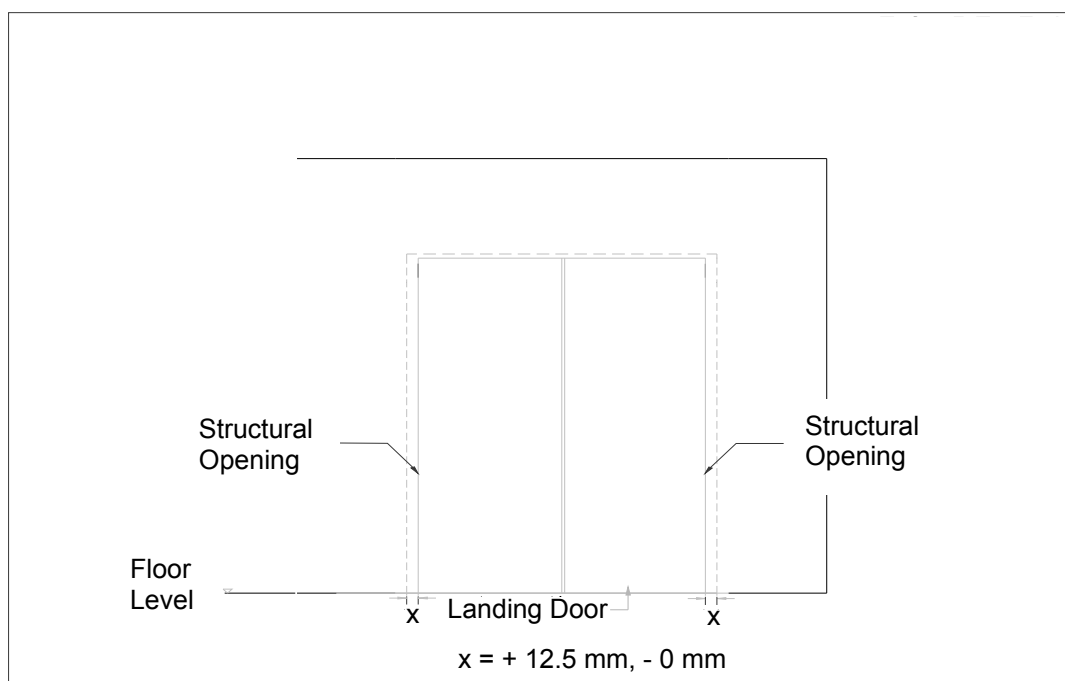 Structural
Opening
Structural
Opening
Floor
Level
x
Landing Door
x
x = + 12.5 mm, - 0 mm